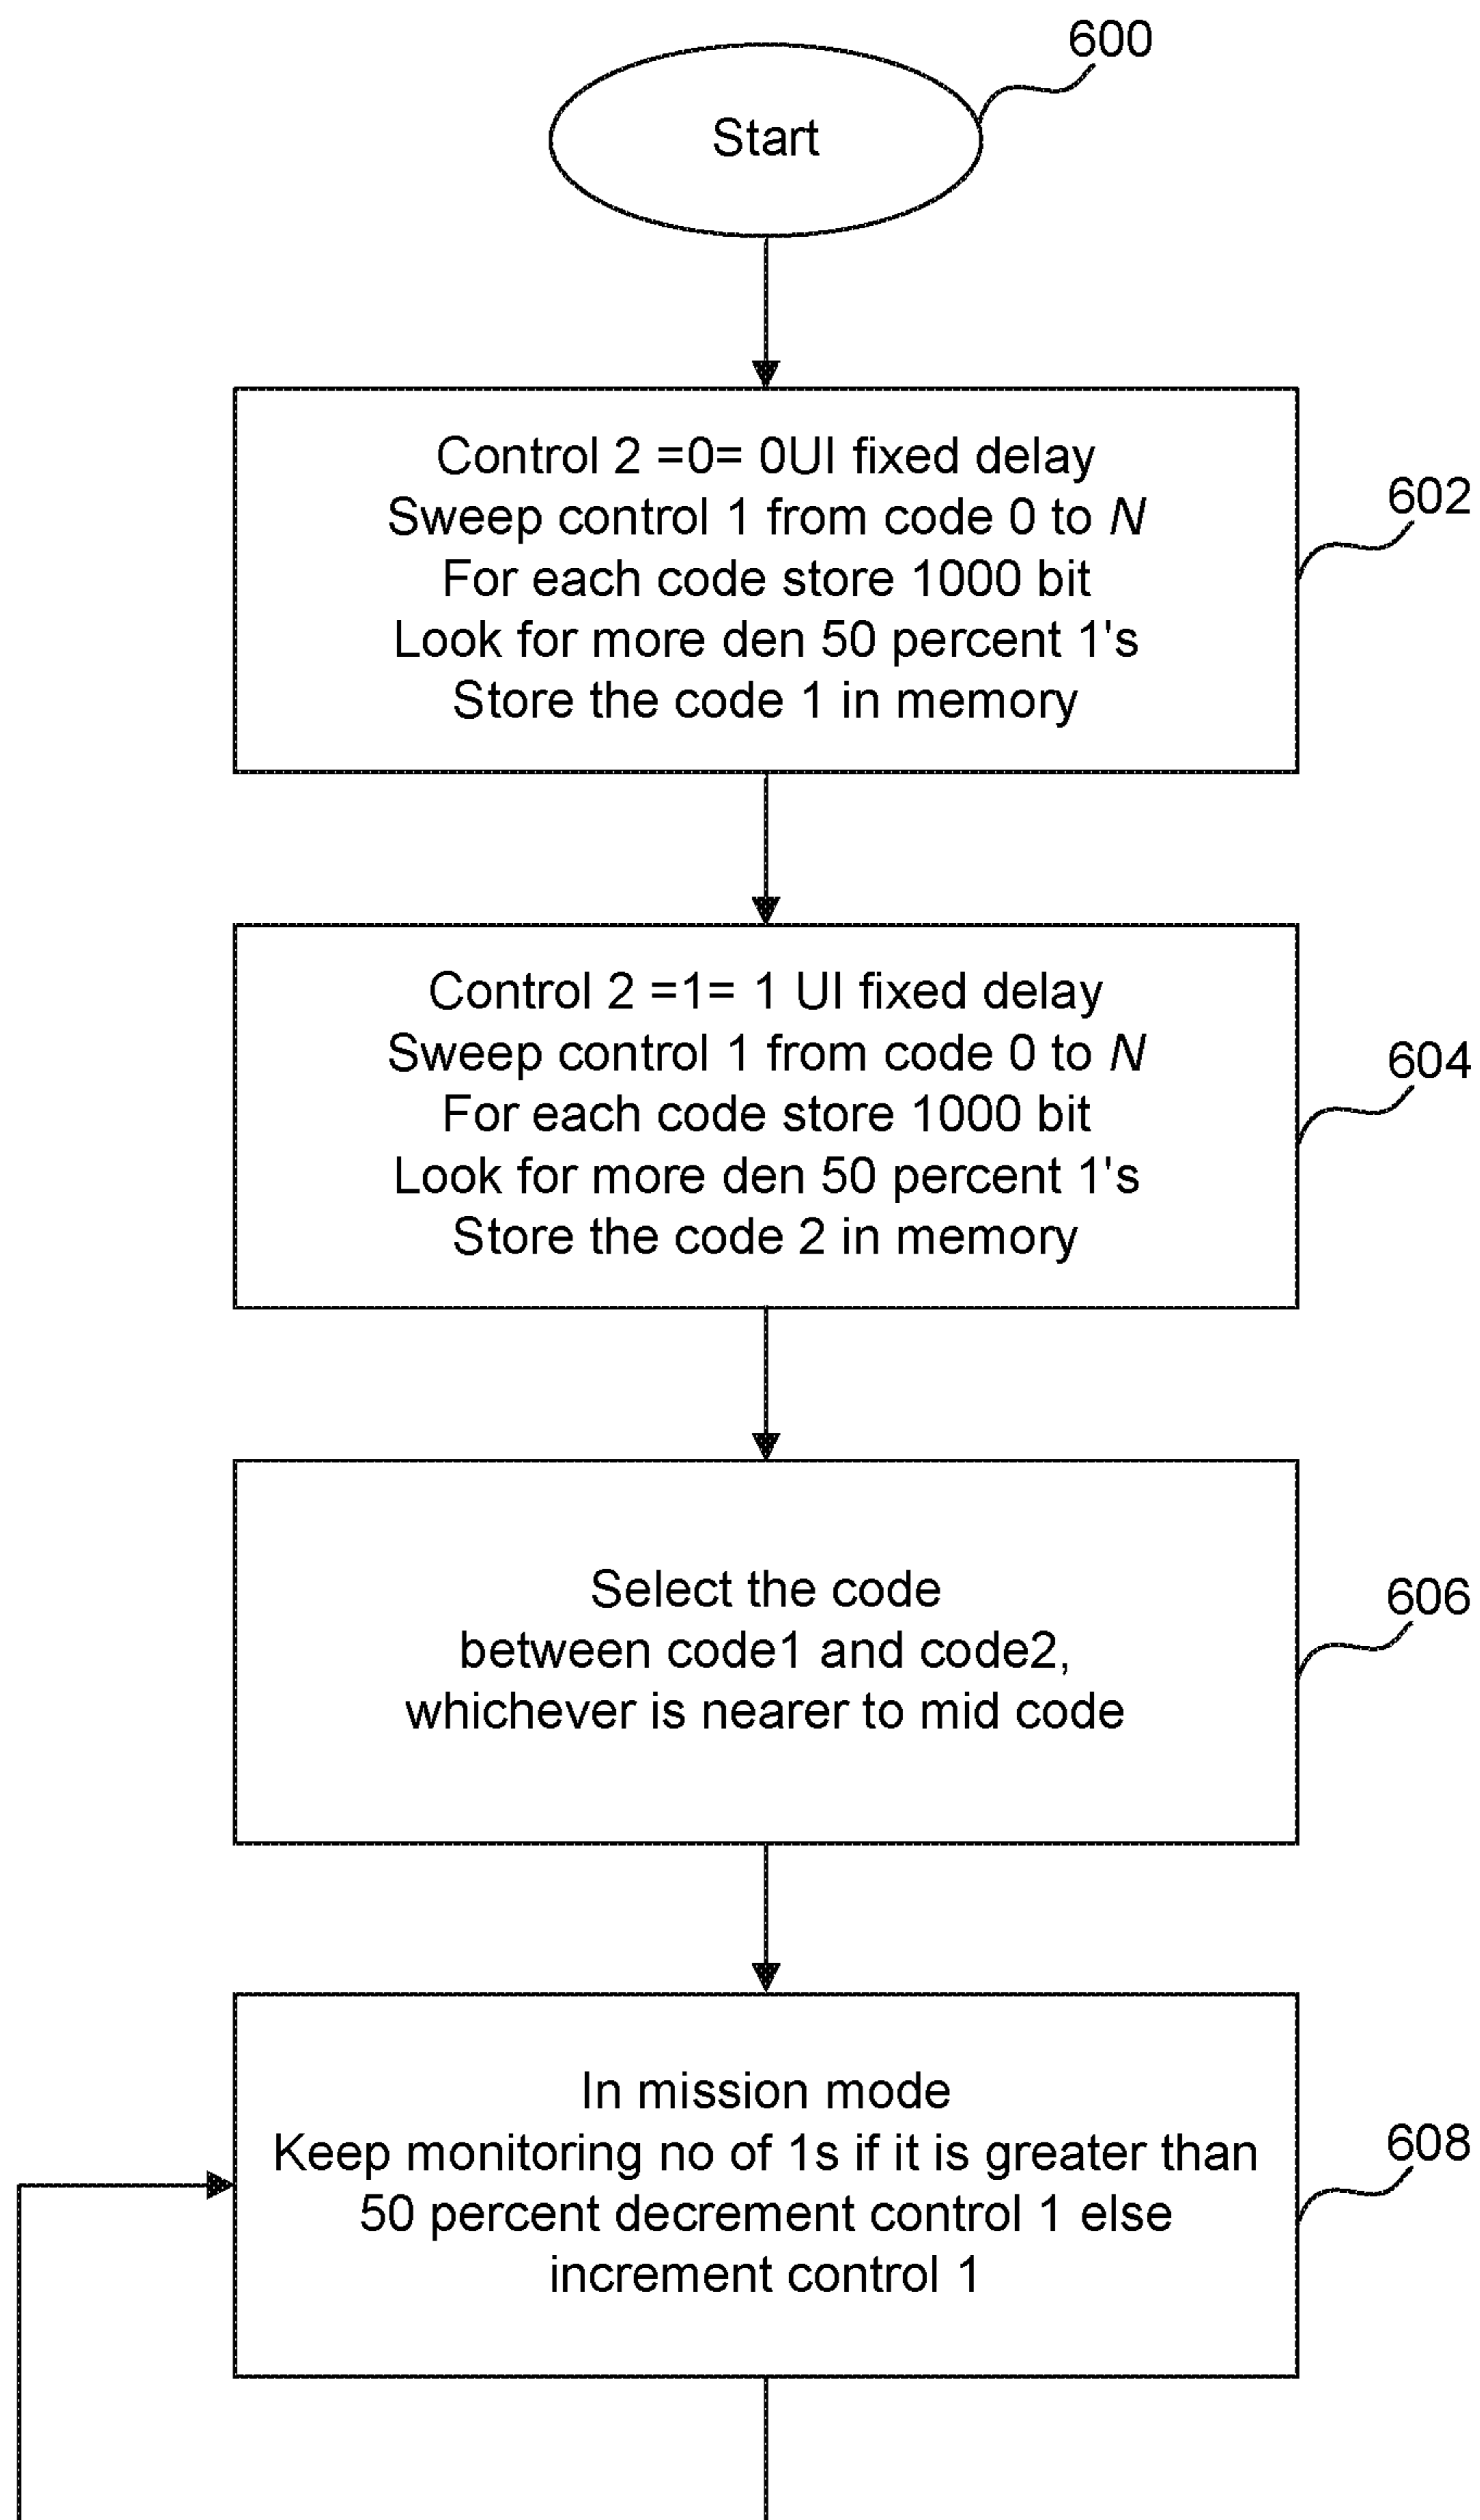 600
Start
Control 2 =0= 0UI fixed delay
Sweep control 1 from code 0 to N
For each code store 1000 bit
Look for more den 50 percent 1's
Store the code 1 in memory
602
Control 2 =1= 1 UI fixed delay
Sweep control 1 from code 0 to N
For each code store 1000 bit
Look for more den 50 percent 1's
Store the code 2 in memory
604
Select the code
between code1 and code2,
whichever is nearer to mid code
606
In mission mode
Keep monitoring no of 1s if it is greater than
50 percent decrement control 1 else
increment control 1
608